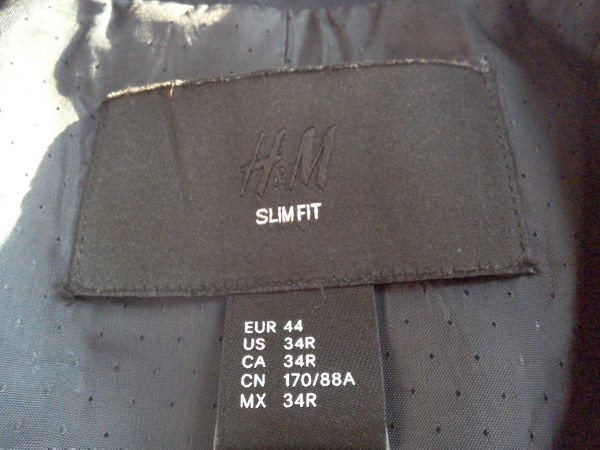 H&M
SLIM FIT
EUR 44
US 34R
CA 34R
CN 170/88A
MX 34R